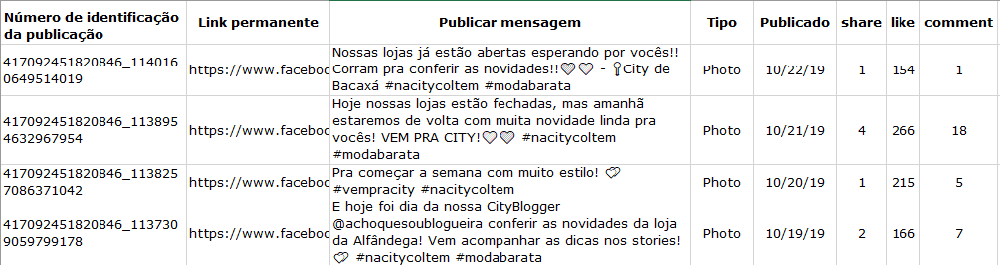 Número de identificação da publicação Link permanente Publicar mensagem Tipo Publicado share like comment
417092451820846_1140160649514019 https://www.faceboo Nossas lojas já estão abertas esperando por vocês!! Corram pra conferir as novidades!!💙💙 - 📍City de Bacaxá #nacitycoltem #modabarata Photo 10/22/19 1 154 1
417092451820846_1138954632967954 https://www.faceboo Hoje nossas lojas estão fechadas, mas amanhã estaremos de volta com muita novidade linda pra vocês! VEM PRA CITY!💙💙 #nacitycoltem #modabarata Photo 10/21/19 4 266 18
417092451820846_1138257086371042 https://www.faceboo Pra começar a semana com muito estilo! 💕 #vempracity #nacitycoltem Photo 10/20/19 1 215 5
417092451820846_1137309059799178 https://www.faceboo E hoje foi dia da nossa CityBlogger @achoquesoublogueira conferir as novidades da loja da Alfândega! Vem acompanhar as dicas nos stories! 💕 #nacitycoltem #modabarata Photo 10/19/19 2 166 7